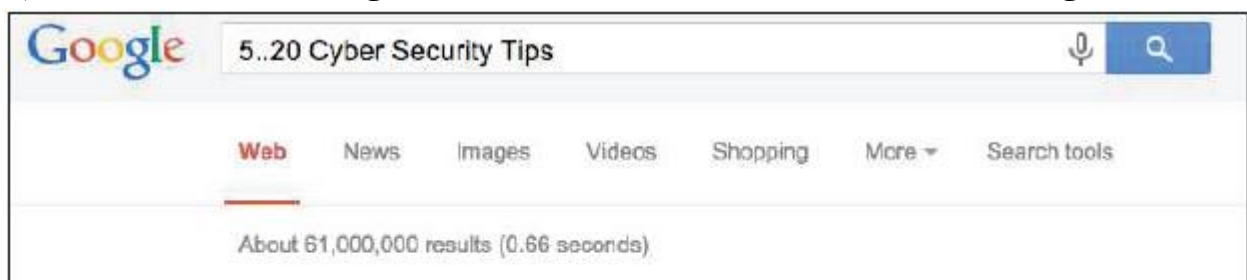 Google 5..20 Cyber Security Tips
Web News Images Videos Shopping More Search tools
About 61,000,000 results (0.66 seconds)